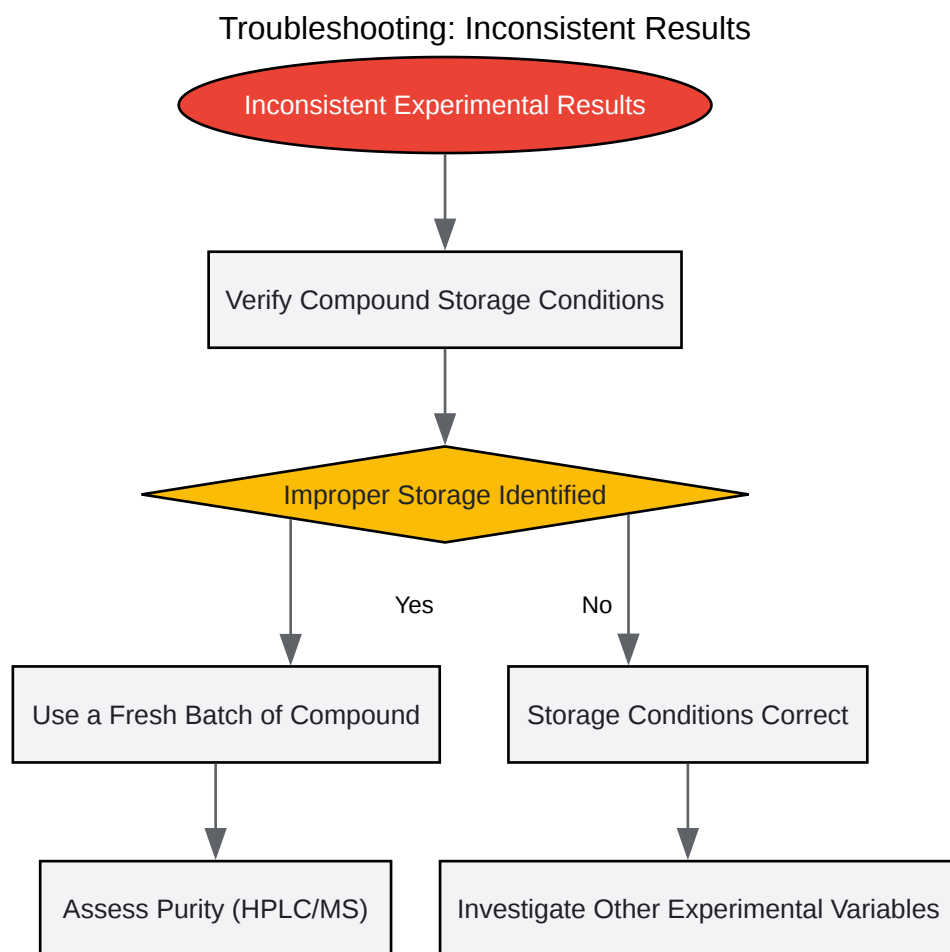 Troubleshooting: Inconsistent Results
Inconsistent Experimental Results
Verify Compound Storage Conditions
Improper Storage Identified
Yes
No
Use a Fresh Batch of Compound
Storage Conditions Correct
Assess Purity (HPLC/MS)
Investigate Other Experimental Variables